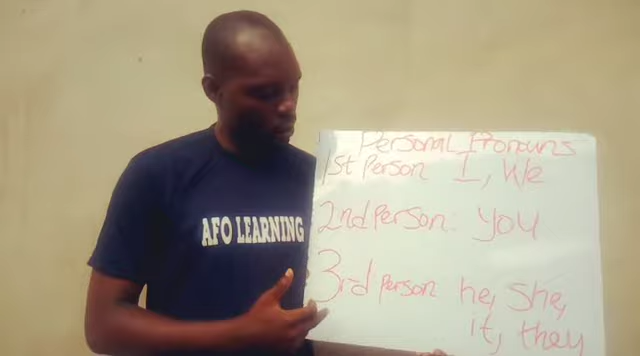 AFO LEARNING
Personal Pronouns
1st Person I, We
2nd Person: you
3rd Person he, She,
it, they